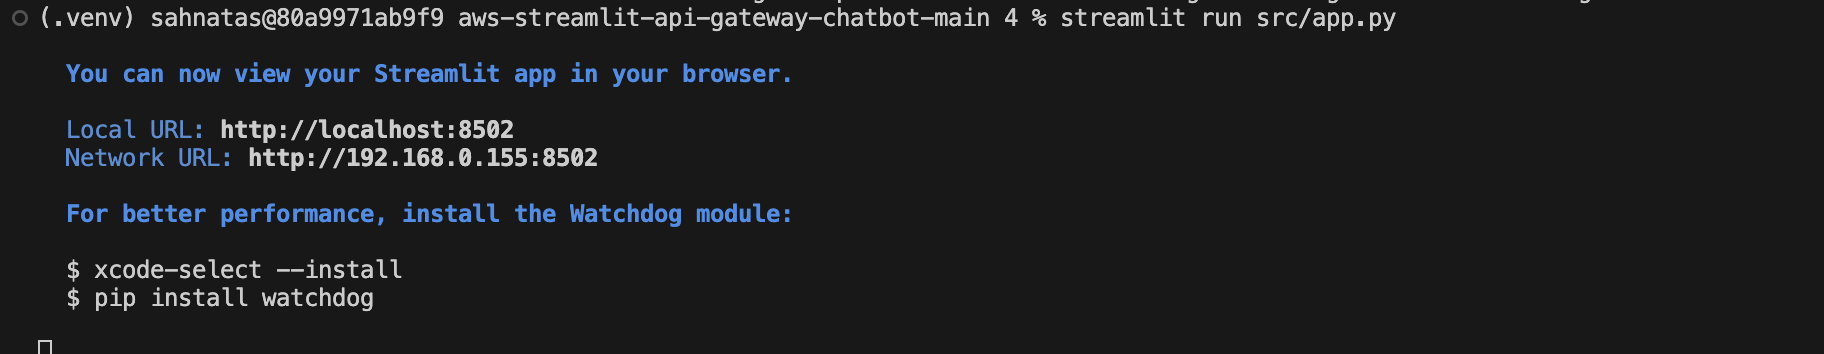 (.venv) sahnatas@80a9971ab9f9 aws-streamlit-api-gateway-chatbot-main 4 % streamlit run src/app.py
You can now view your Streamlit app in your browser.
Local URL: http://localhost:8502
Network URL: http://192.168.0.155:8502
For better performance, install the Watchdog module:
$ xcode-select --install
$ pip install watchdog